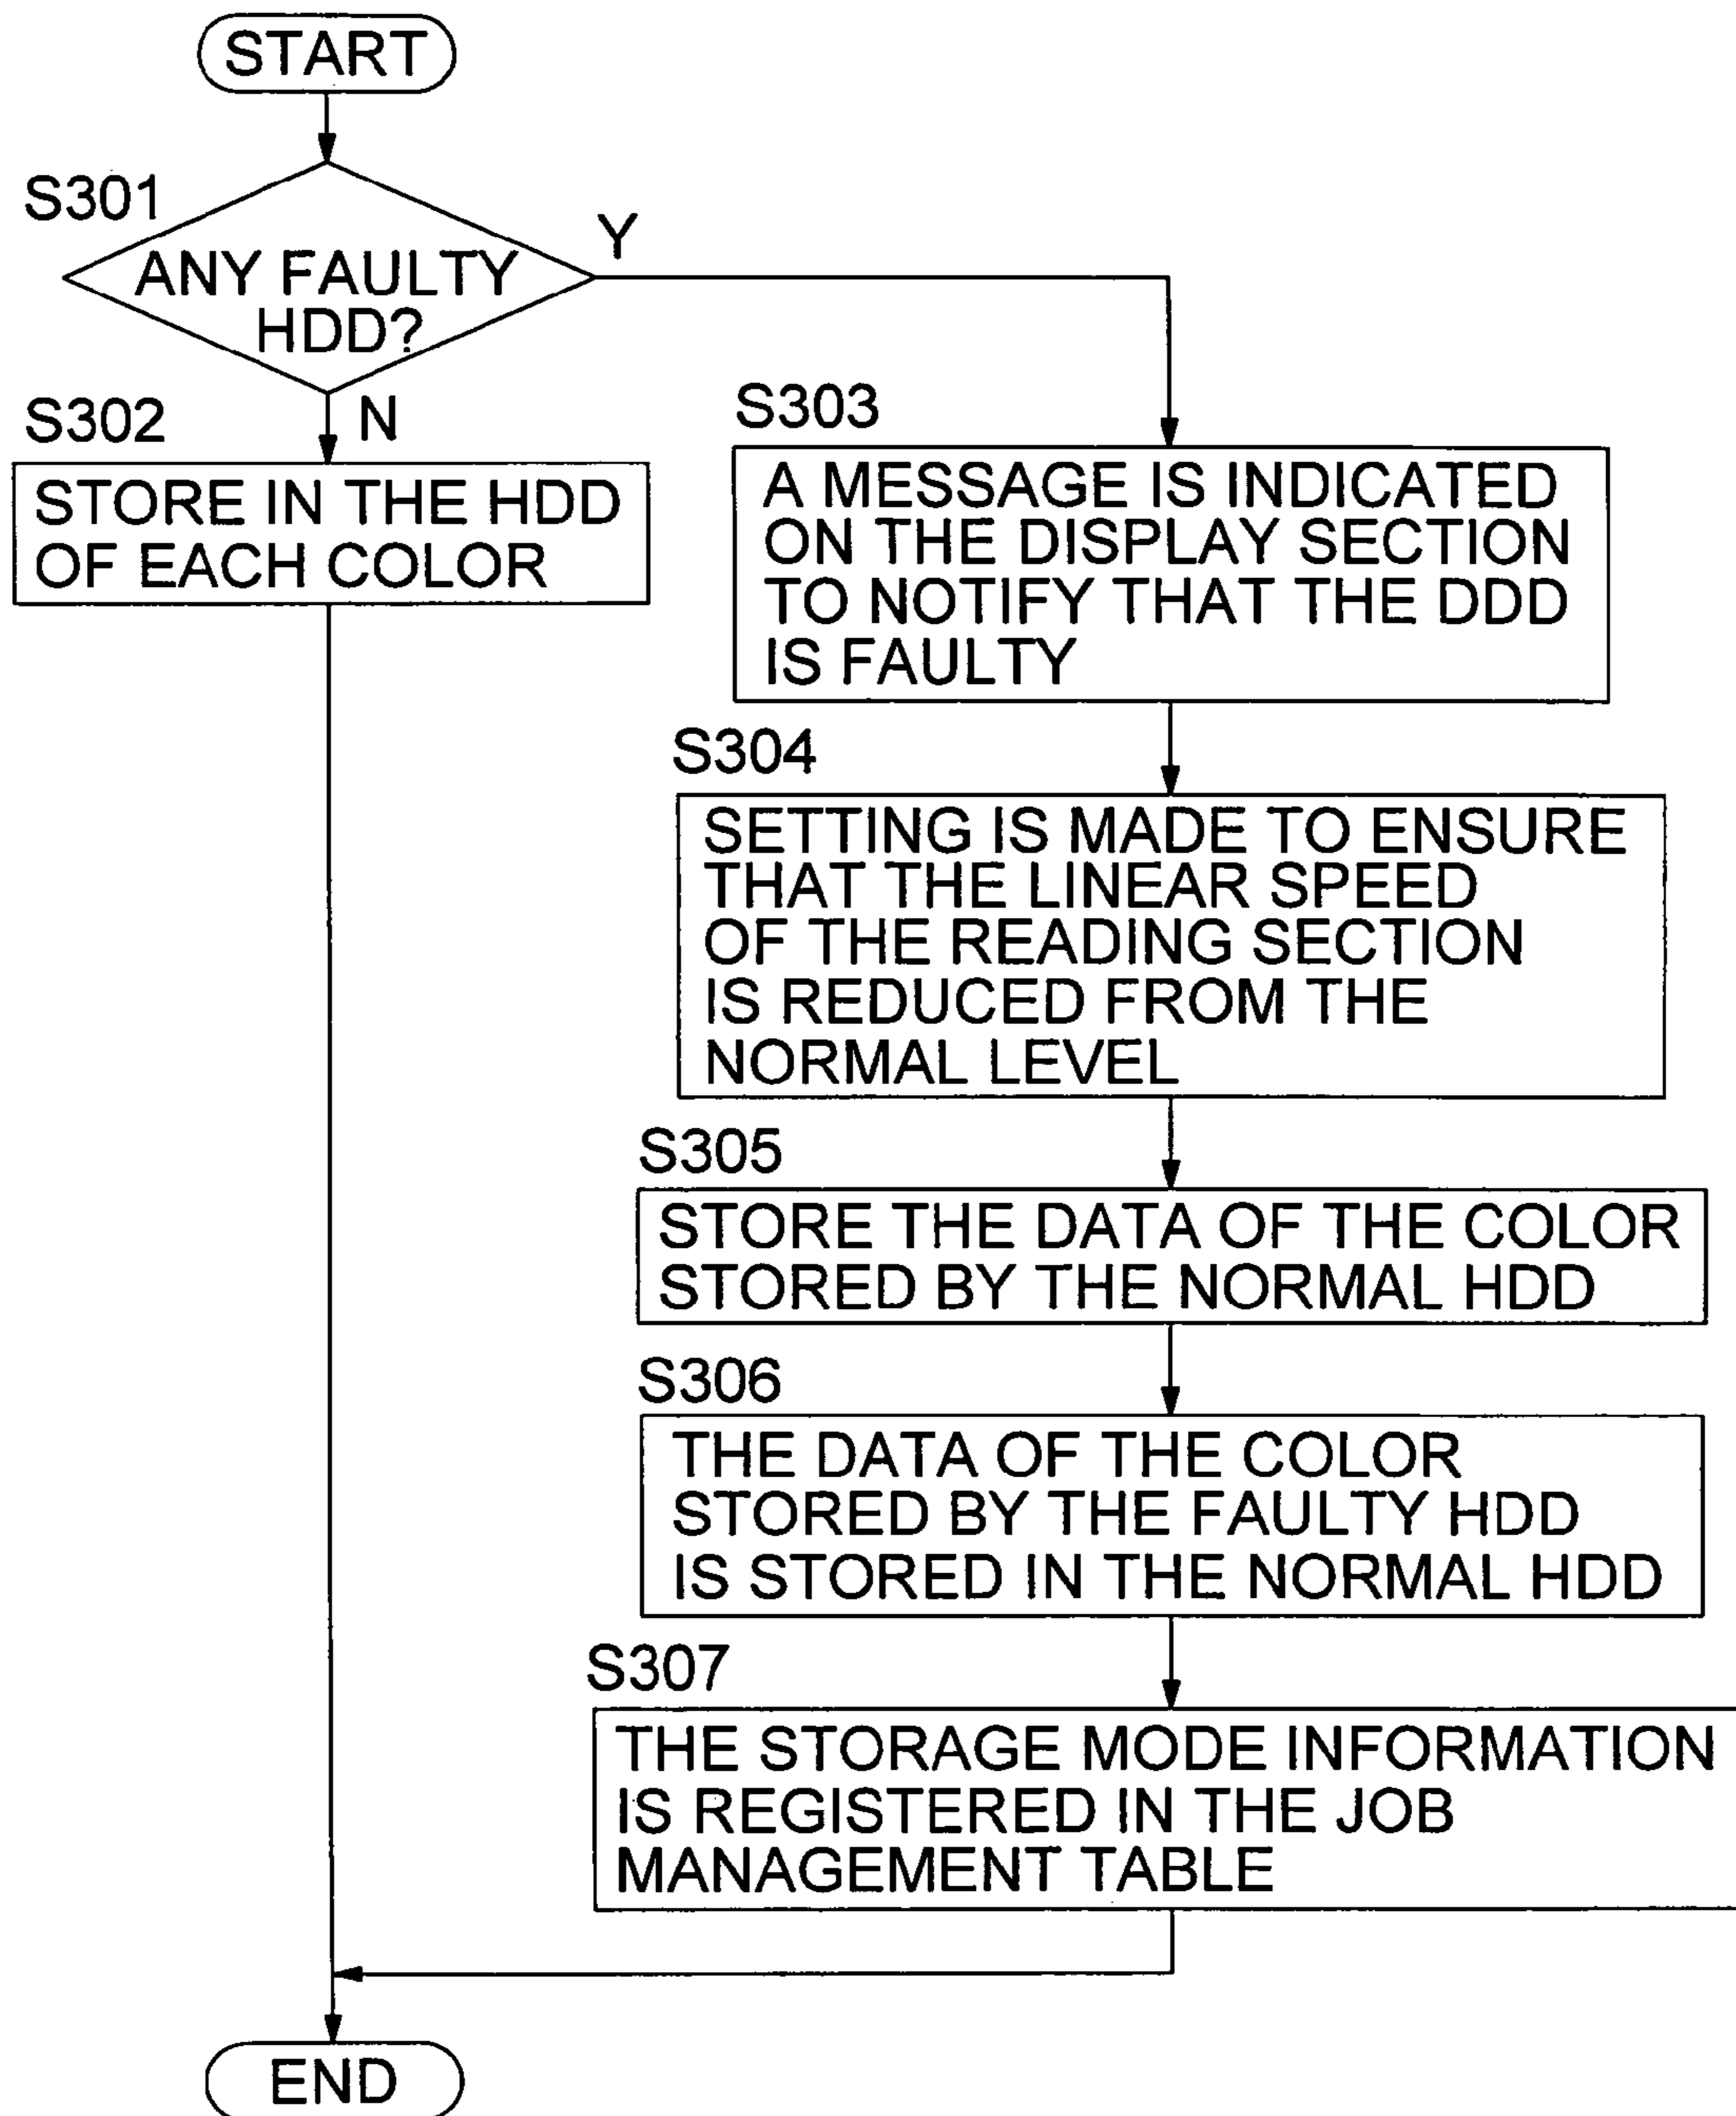 START
S301
ANY FAULTY
HDD?
Y
N
S302
STORE IN THE HDD
OF EACH COLOR
S303
A MESSAGE IS INDICATED
ON THE DISPLAY SECTION
TO NOTIFY THAT THE DDD
IS FAULTY
S304
SETTING IS MADE TO ENSURE
THAT THE LINEAR SPEED
OF THE READING SECTION
IS REDUCED FROM THE
NORMAL LEVEL
S305
STORE THE DATA OF THE COLOR
STORED BY THE NORMAL HDD
S306
THE DATA OF THE COLOR
STORED BY THE FAULTY HDD
IS STORED IN THE NORMAL HDD
S307
THE STORAGE MODE INFORMATION
IS REGISTERED IN THE JOB
MANAGEMENT TABLE
END